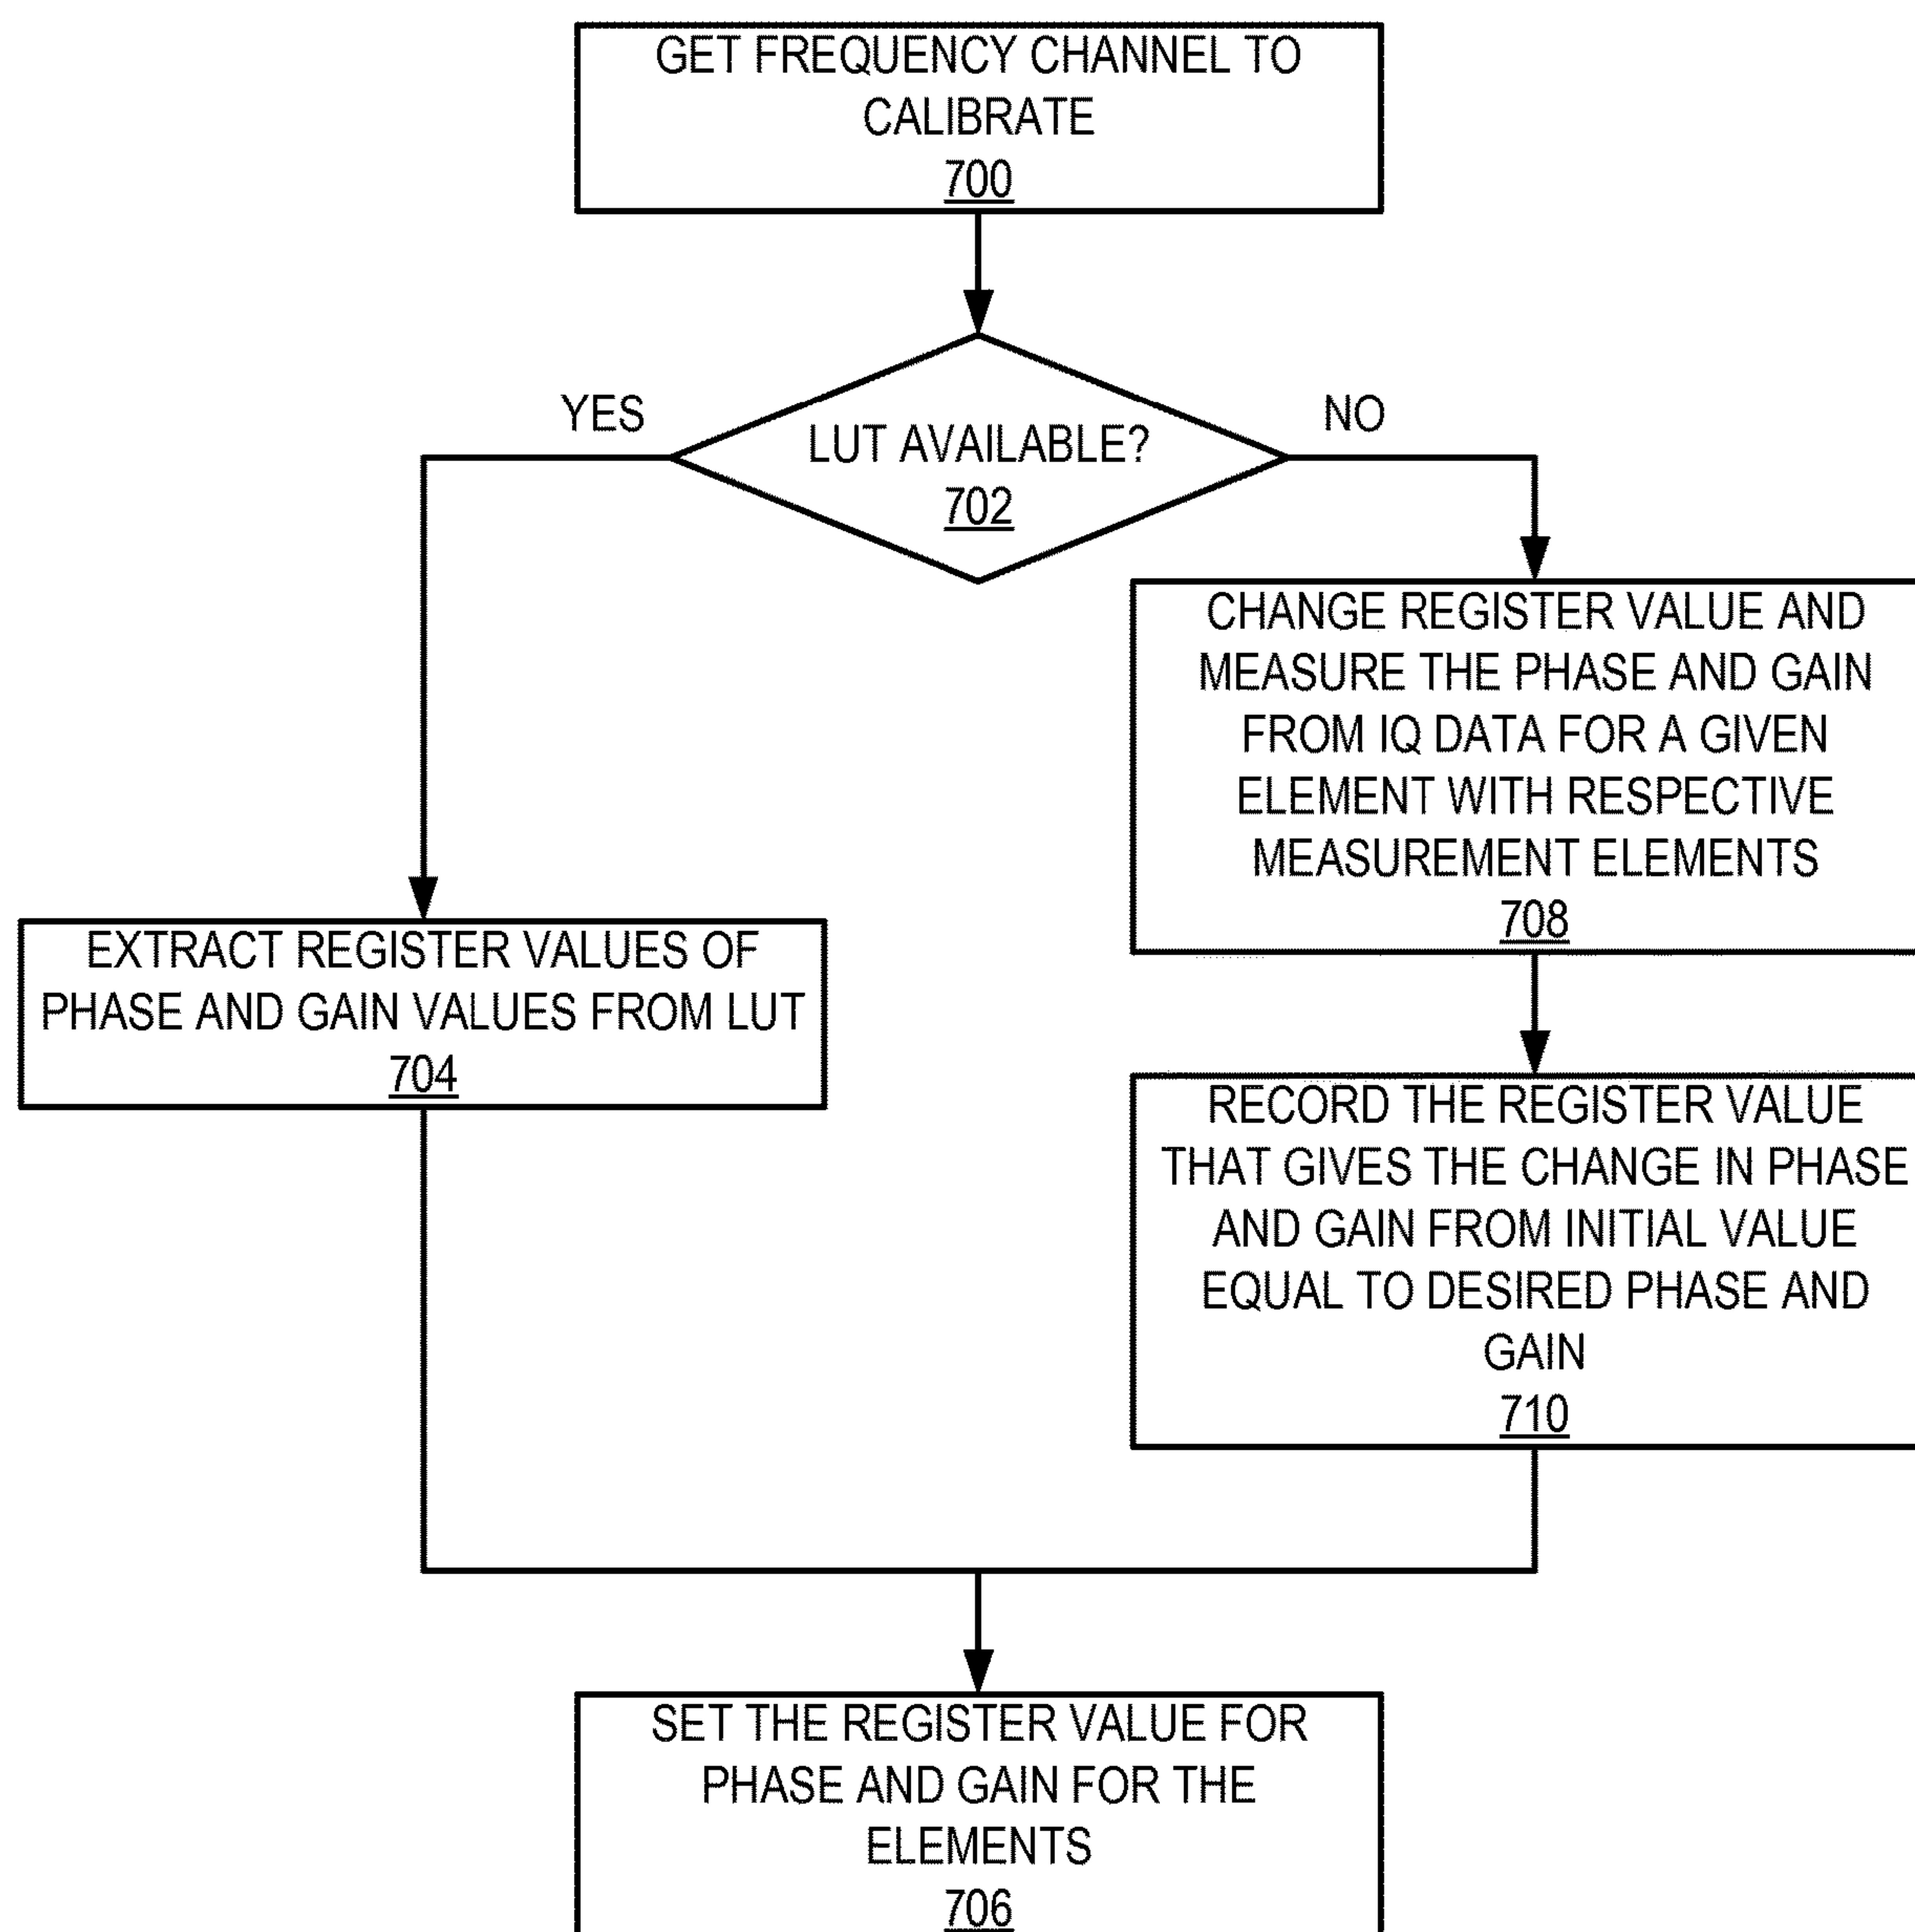 GET FREQUENCY CHANNEL TO
CALIBRATE
700
YES
LUT AVAILABLE?
702
NO
CHANGE REGISTER VALUE AND
MEASURE THE PHASE AND GAIN
FROM IQ DATA FOR A GIVEN
ELEMENT WITH RESPECTIVE
MEASUREMENT ELEMENTS
708
EXTRACT REGISTER VALUES OF
PHASE AND GAIN VALUES FROM LUT
704
RECORD THE REGISTER VALUE
THAT GIVES THE CHANGE IN PHASE
AND GAIN FROM INITIAL VALUE
EQUAL TO DESIRED PHASE AND
GAIN
710
SET THE REGISTER VALUE FOR
PHASE AND GAIN FOR THE
ELEMENTS
706